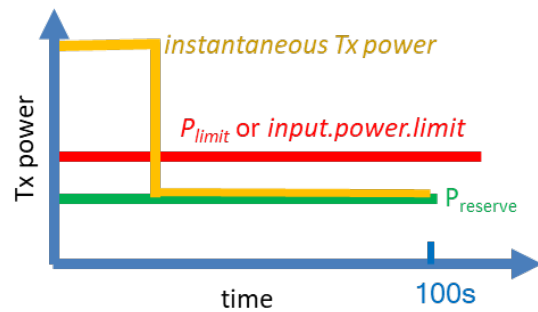 instantaneous Tx power
Plimit or input.power.limit
Tx power
Preserve
time
100s